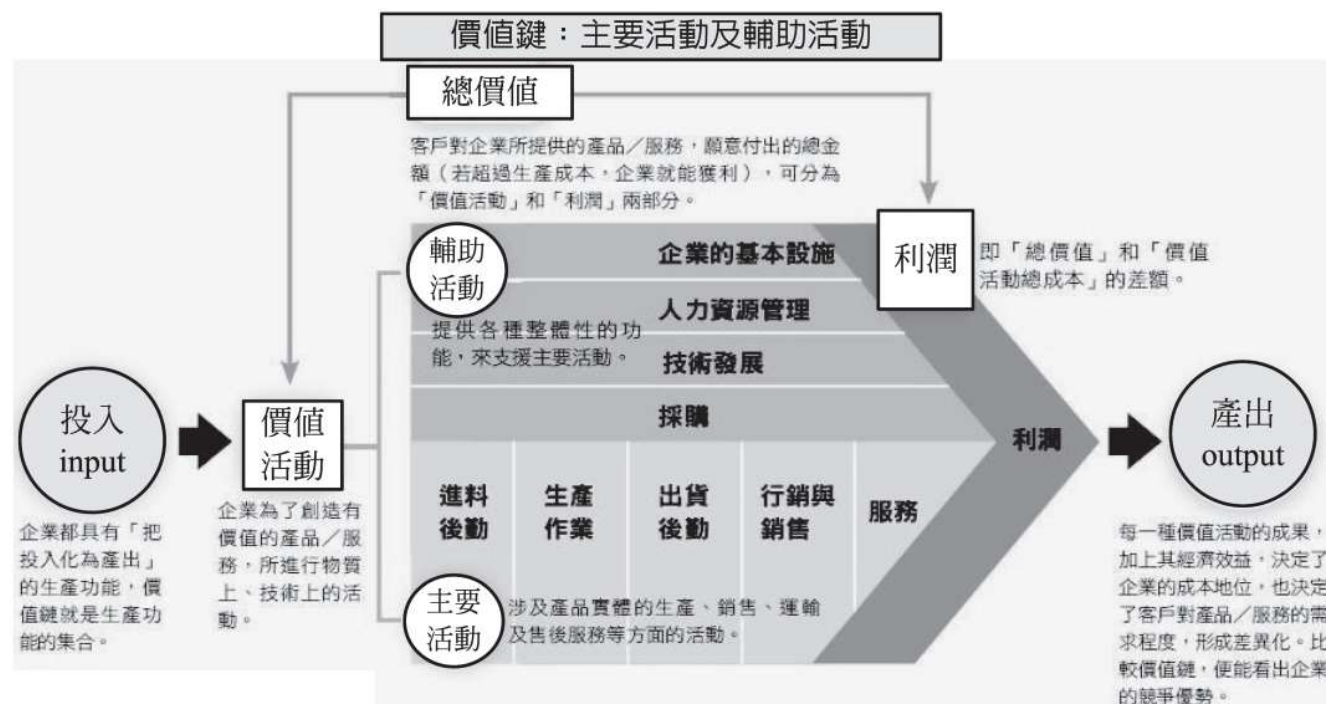 價值鍵：主要活動及輔助活動
總價值
客戶對企業所提供的產品／服務，願意付出的總金
額（若超過生產成本，企業就能獲利），可分為
「價值活動」和「利潤」兩部分。
輔助
活動
企業的基本設施
利潤
即「總價值」和「價值
活動總成本」的差額。
人力資源管理
提供各種整體性的功
能，來支援主要活動。
技術發展
採購
投入
input
價值
活動
利潤
產出
output
進料
後勤
生產
作業
出貨
後勤
行銷與
銷售
服務
企業都具有「把
投入化為產出」
的生產功能，價
值鏈就是生產功
能的集合。
企業為了創造有
價值的產品／服
務，所進行物質
上、技術上的活
動。
主要
活動
涉及產品實體的生產、銷售、運輸
及售後服務等方面的活動。
每一種價值活動的成果，
加上其經濟效益，決定了
企業的成本地位，也決定
了客戶對產品／服務的需
求程度，形成差異化。比
較價值鏈，便能看出企業
的競爭優勢。